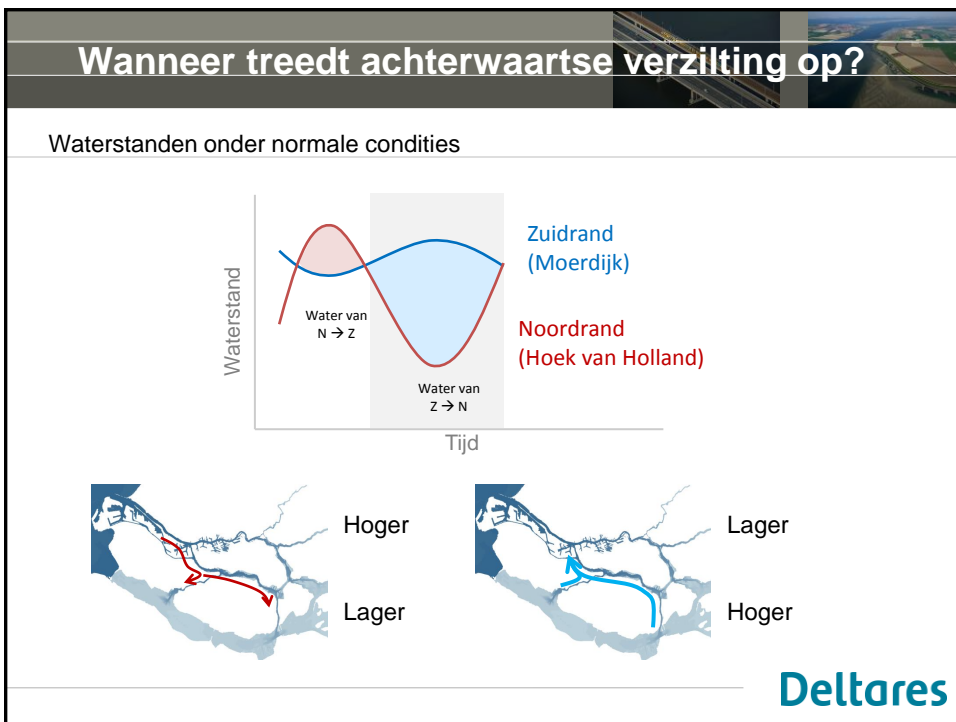 Wanneer treedt achterwaartse verzilting op?
Waterstanden onder normale condities
Waterstand
Zuidrand
(Moerdijk)
Water van
N → Z
Noordrand
(Hoek van Holland)
Water van
Z → N
Tijd
Hoger
Lager
Lager
Hoger
Deltares